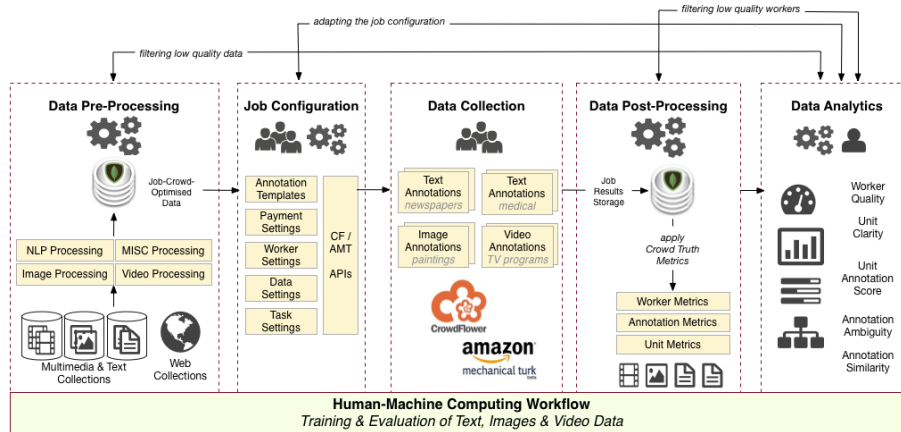 filtering low quality workers
adapting the job configuration
filtering low quality data
Data Pre-Processing
Job-Crowd-
Optimised
Data
NLP Processing
MISC Processing
Image Processing
Video Processing
Multimedia & Text
Collections
Web
Collections
Job Configuration
Annotation
Templates
Payment
Settings
Worker
Settings
Data
Settings
Task
Settings
CF /
AMT
APIs
Data Collection
Text
Annotations
newspapers
Text
Annotations
medical
Image
Annotations
paintings
Video
Annotations
TV programs
CrowdFlower
amazon
mechanical turk
beta
Data Post-Processing
Job
Results
Storage
apply
Crowd Truth
Metrics
Worker Metrics
Annotation Metrics
Unit Metrics
Data Analytics
Worker
Quality
Unit
Clarity
Unit
Annotation
Score
Annotation
Ambiguity
Annotation
Similarity
Human-Machine Computing Workflow
Training & Evaluation of Text, Images & Video Data